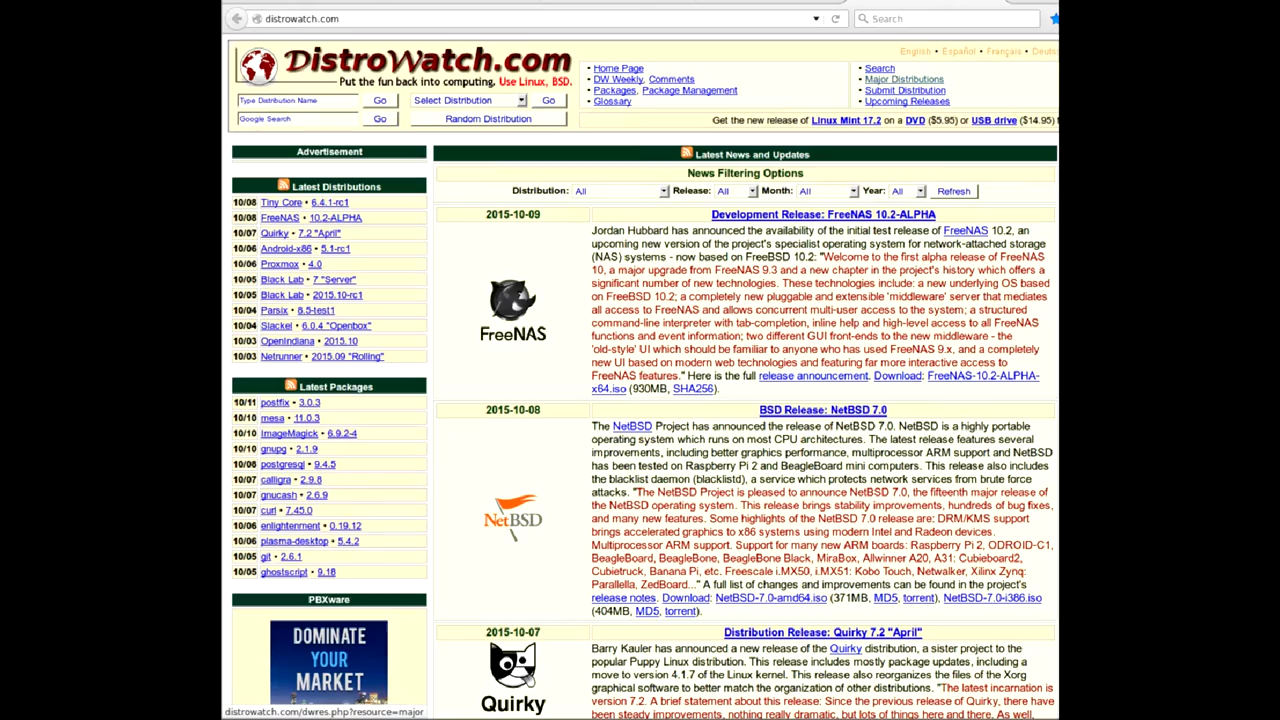 distrowatch.com
Search
DistroWatch.com
Put the fun back into computing. Use Linux, BSD.
Type Distribution Name Go Select Distribution Go
Google Search Go Random Distribution
English • Español • Français •
• Home Page
• DW Weekly, Comments
• Packages, Package Management
• Glossary
• Search
• Major Distributions
• Submit Distribution
• Upcoming Releases
Get the new release of Linux Mint 17.2 on a DVD ($5.95) or USB drive ($14.95)
Advertisement
Latest Distributions
10/08 Tiny Core • 6.4.1-rc1
10/08 FreeNAS • 10.2-ALPHA
10/07 Quirky • 7.2 "April"
10/06 Android-x86 • 5.1-rc1
10/06 Proxmox • 4.0
10/05 Black Lab • 7 "Server"
10/05 Black Lab • 2015.10-rc1
10/04 Parsix • 8.5-test1
10/04 Slackel • 6.0.4 "Openbox"
10/03 OpenIndiana • 2015.10
10/03 Netrunner • 2015.09 "Rolling"
Latest Packages
10/11 postfix • 3.0.3
10/10 mesa • 11.0.3
10/10 ImageMagick • 6.9.2-4
10/10 gnupg • 2.1.9
10/08 postgresql • 9.4.5
10/07 calligra • 2.9.8
10/07 gnucash • 2.6.9
10/07 curl • 7.45.0
10/06 enlightenment • 0.19.12
10/06 plasma-desktop • 5.4.2
10/05 git • 2.6.1
10/05 ghostscript • 9.18
PBXware
DOMINATE
YOUR
MARKET
Latest News and Updates
News Filtering Options
Distribution: All Release: All Month: All Year: All Refresh
2015-10-09 Development Release: FreeNAS 10.2-ALPHA
FreeNAS
Jordan Hubbard has announced the availability of the initial test release of FreeNAS 10.2, an
upcoming new version of the project's specialist operating system for network-attached storage
(NAS) systems - now based on FreeBSD 10.2: "Welcome to the first alpha release of FreeNAS
10, a major upgrade from FreeNAS 9.3 and a new chapter in the project's history which offers a
significant number of new technologies. These technologies include: a new underlying OS based
on FreeBSD 10.2; a completely new pluggable and extensible 'middleware' server that mediates
all access to FreeNAS and allows concurrent multi-user access to the system; a structured
command-line interpreter with tab-completion, inline help and high-level access to all FreeNAS
functions and event information; two different GUI front-ends to the new middleware - the
'old-style' UI which should be familiar to anyone who has used FreeNAS 9.x, and a completely
new UI based on modern web technologies and featuring far more interactive access to
FreeNAS features." Here is the full release announcement. Download: FreeNAS-10.2-ALPHA-
x64.iso (930MB, SHA256).
2015-10-08 BSD Release: NetBSD 7.0
NetBSD
The NetBSD Project has announced the release of NetBSD 7.0. NetBSD is a highly portable
operating system which runs on most CPU architectures. The latest release features several
improvements, including better graphics performance, multiprocessor ARM support and NetBSD
has been tested on Raspberry Pi 2 and BeagleBoard mini computers. This release also includes
the blacklist daemon (blacklistd), a service which protects network services from brute force
attacks. "The NetBSD Project is pleased to announce NetBSD 7.0, the fifteenth major release of
the NetBSD operating system. This release brings stability improvements, hundreds of bug fixes,
and many new features. Some highlights of the NetBSD 7.0 release are: DRM/KMS support
brings accelerated graphics to x86 systems using modern Intel and Radeon devices.
Multiprocessor ARM support. Support for many new ARM boards: Raspberry Pi 2, ODROID-C1,
BeagleBoard, BeagleBone, BeagleBone Black, MiraBox, Allwinner A20, A31: Cubieboard2,
Cubietruck, Banana Pi, etc. Freescale i.MX50, i.MX51: Kobo Touch, Netwalker, Xilinx Zynq:
Parallella, ZedBoard..." A full list of changes and improvements can be found in the project's
release notes. Download: NetBSD-7.0-amd64.iso (371MB, MD5, torrent), NetBSD-7.0-i386.iso
(404MB, MD5, torrent).
2015-10-07 Distribution Release: Quirky 7.2 "April"
Quirky
Barry Kauler has announced a new release of the Quirky distribution, a sister project to the
popular Puppy Linux distribution. This release includes mostly package updates, including a
move to version 4.1.7 of the Linux kernel. This release also reorganizes the files of the Xorg
graphical software to better match the organization of other distributions. "The latest incarnation is
version 7.2. A brief statement about this release: Since the previous release of Quirky, there
have been steady improvements, nothing really dramatic, but lots of things here and there. As well,
distrowatch.com/dwres.php?resource=major